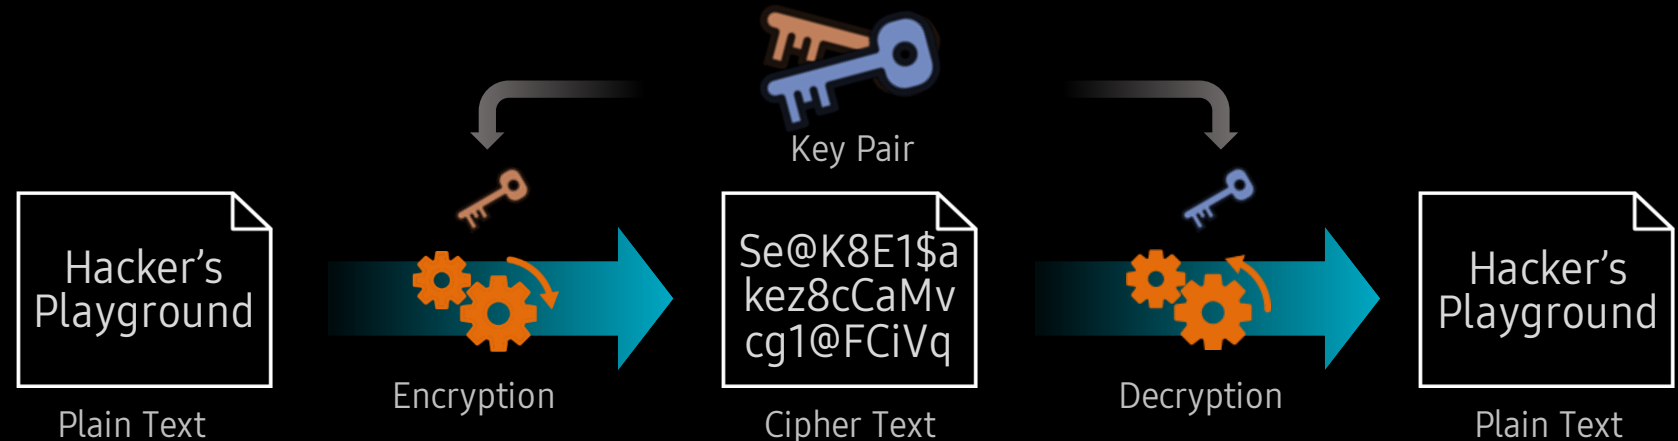 Key Pair
Hacker’s
Playground
Plain Text
Encryption
Se@K8E1$a
kez8cCaMv
cg1@FCiVq
Cipher Text
Decryption
Hacker’s
Playground
Plain Text